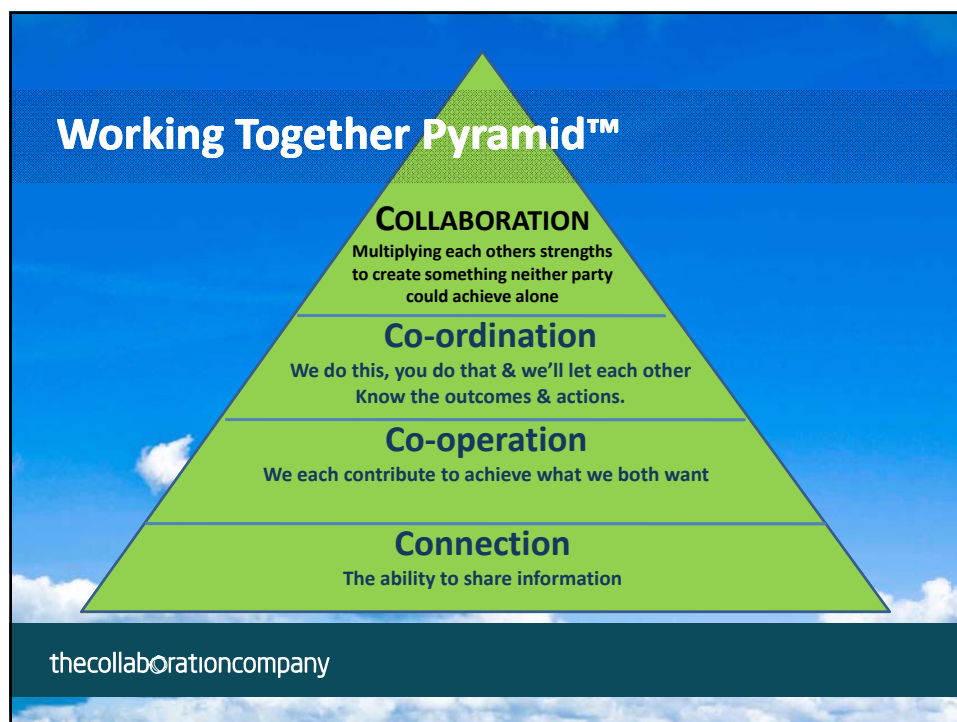 Working Together Pyramid™
COLLABORATION
Multiplying each others strengths
to create something neither party
could achieve alone
Co-ordination
We do this, you do that & we’ll let each other
Know the outcomes & actions.
Co-operation
We each contribute to achieve what we both want
Connection
The ability to share information
thecollaborationcompany